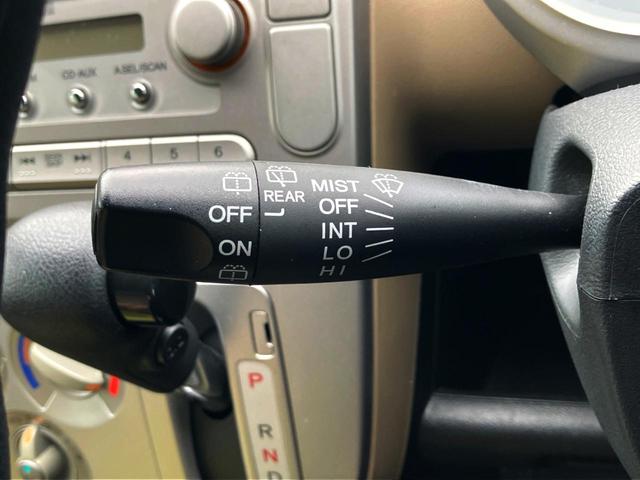 CD·AUX A.SEL/SCAN
4 5 6
MIST
REAR
OFF OFF
INT
ON LO
HI
P
R
N
D